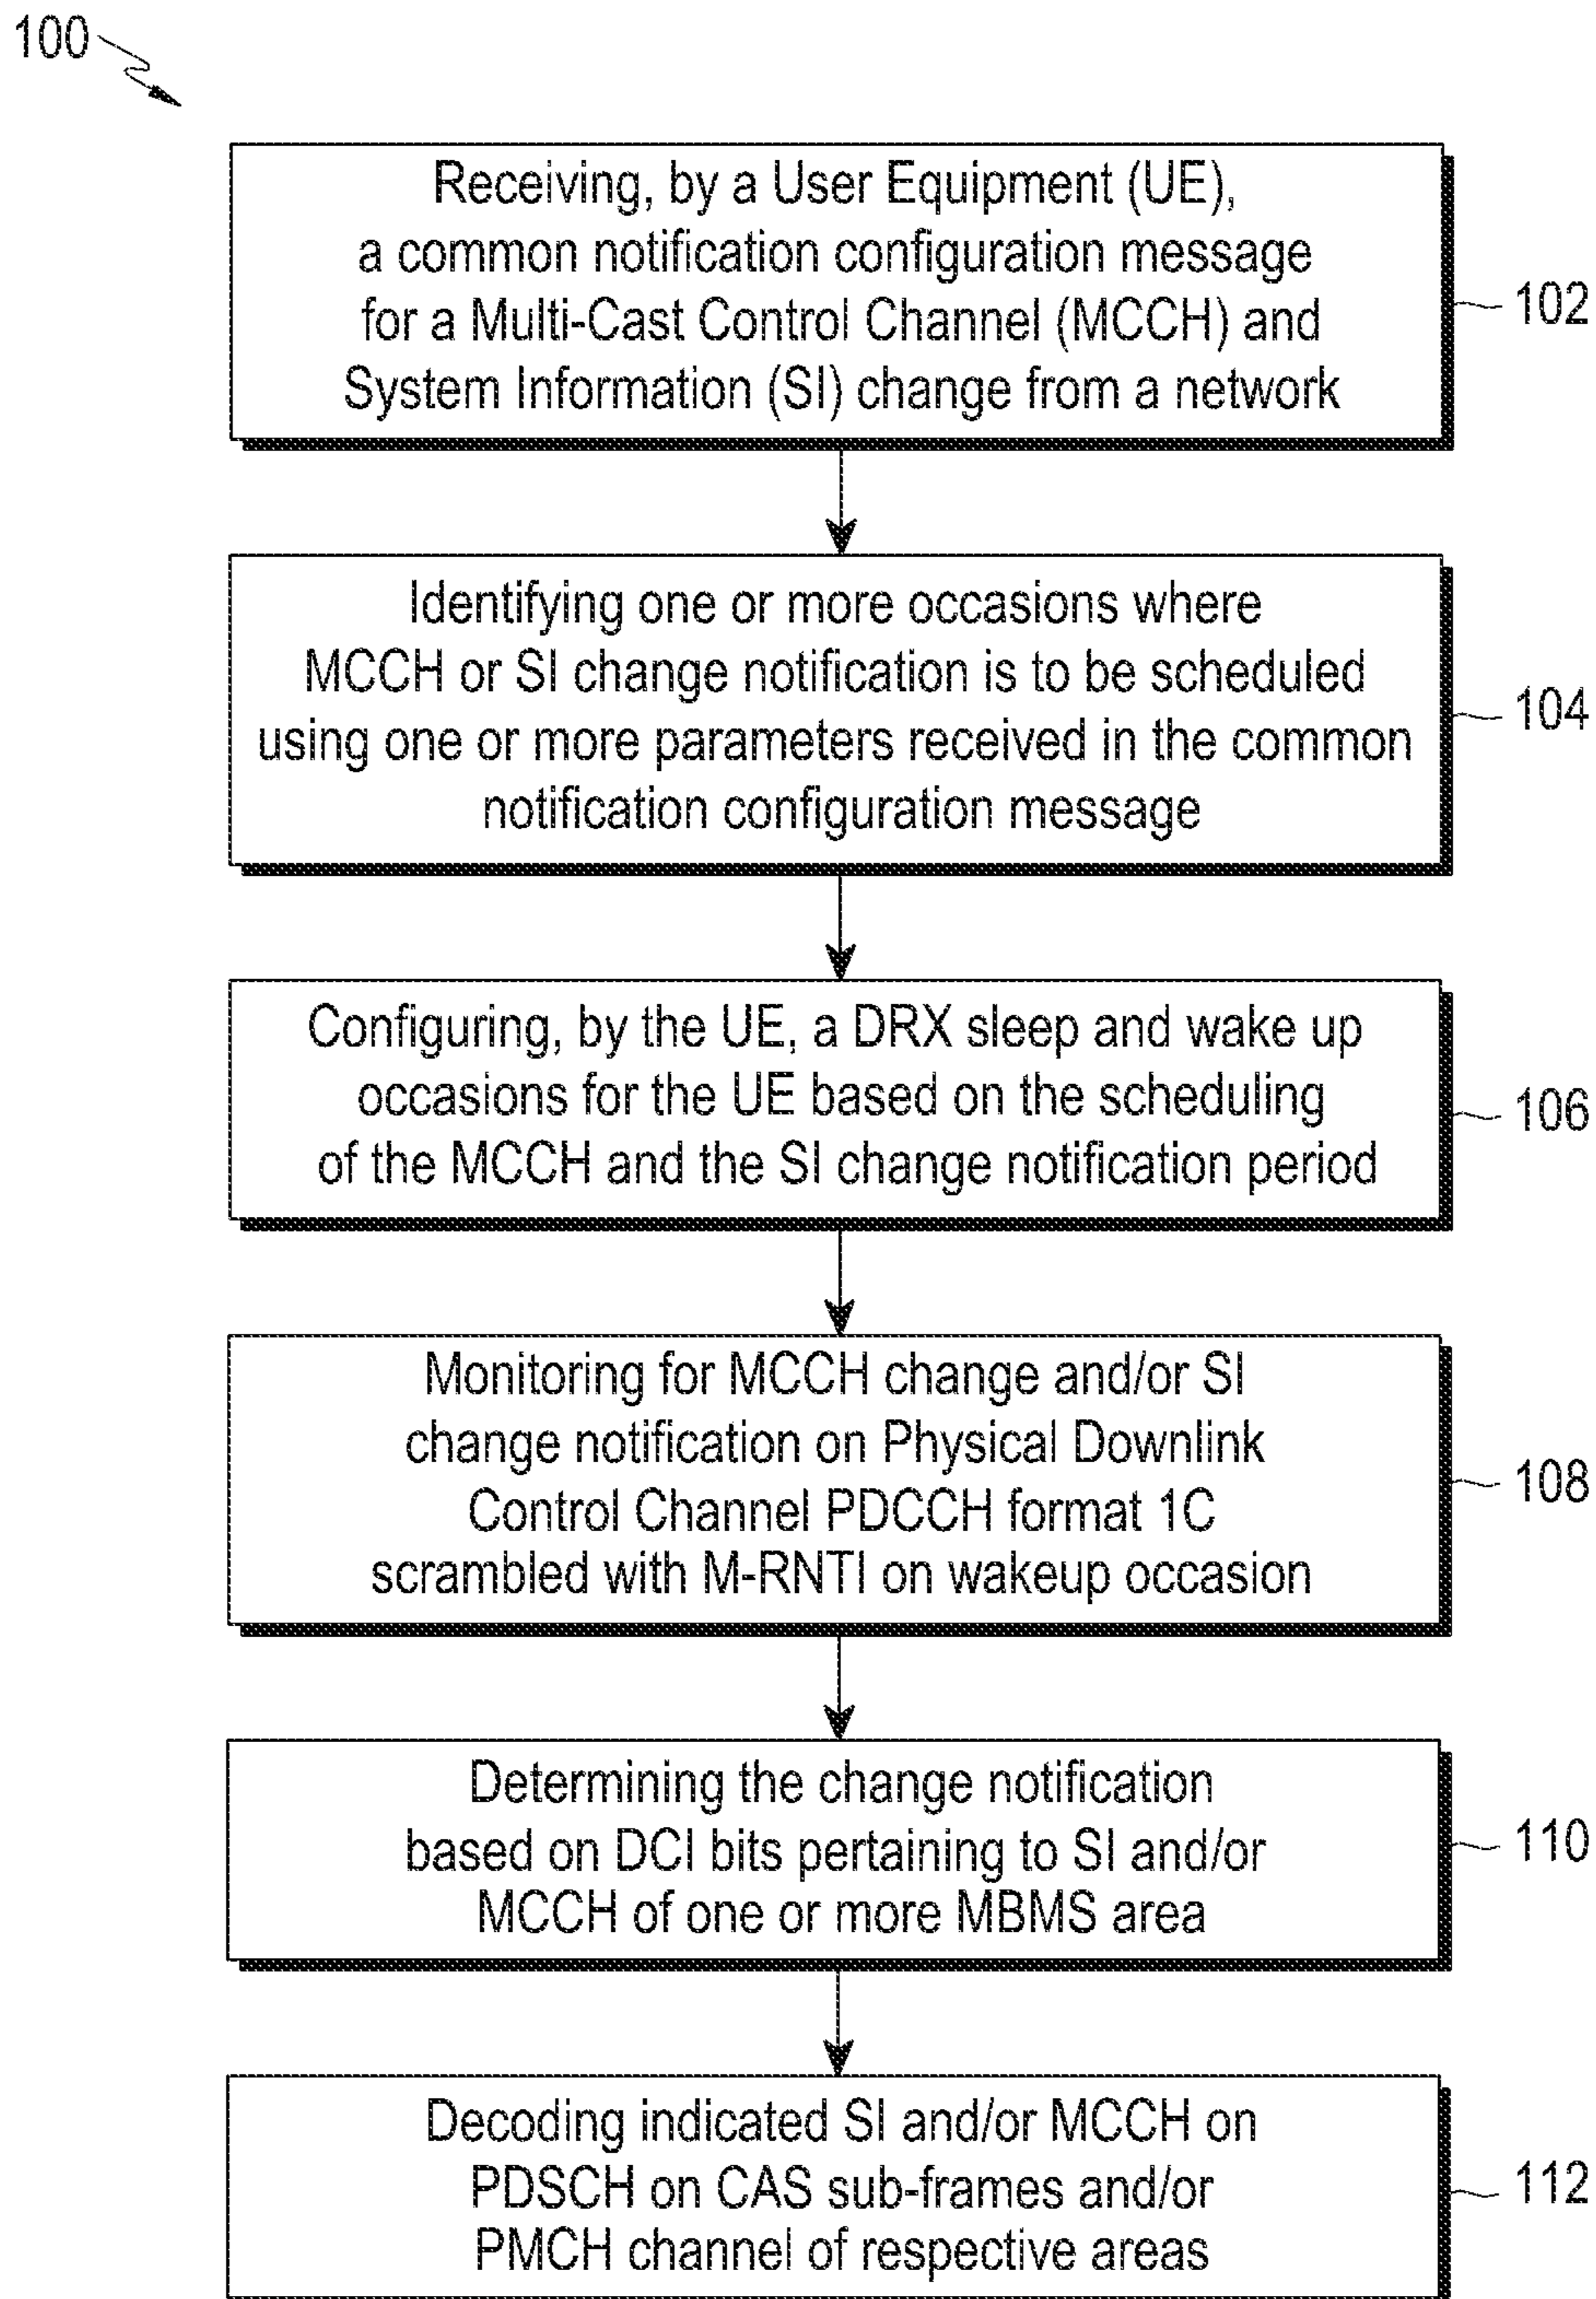 100
Receiving, by a User Equipment (UE),
a common notification configuration message
for a Multi-Cast Control Channel (MCCH) and
System Information (SI) change from a network
102
Identifying one or more occasions where
MCCH or SI change notification is to be scheduled
using one or more parameters received in the common
notification configuration message
104
Configuring, by the UE, a DRX sleep and wake up
occasions for the UE based on the scheduling
of the MCCH and the SI change notification period
106
Monitoring for MCCH change and/or SI
change notification on Physical Downlink
Control Channel PDCCH format 1C
scrambled with M-RNTI on wakeup occasion
108
Determining the change notification
based on DCI bits pertaining to SI and/or
MCCH of one or more MBMS area
110
Decoding indicated SI and/or MCCH on
PDSCH on CAS sub-frames and/or
PMCH channel of respective areas
112